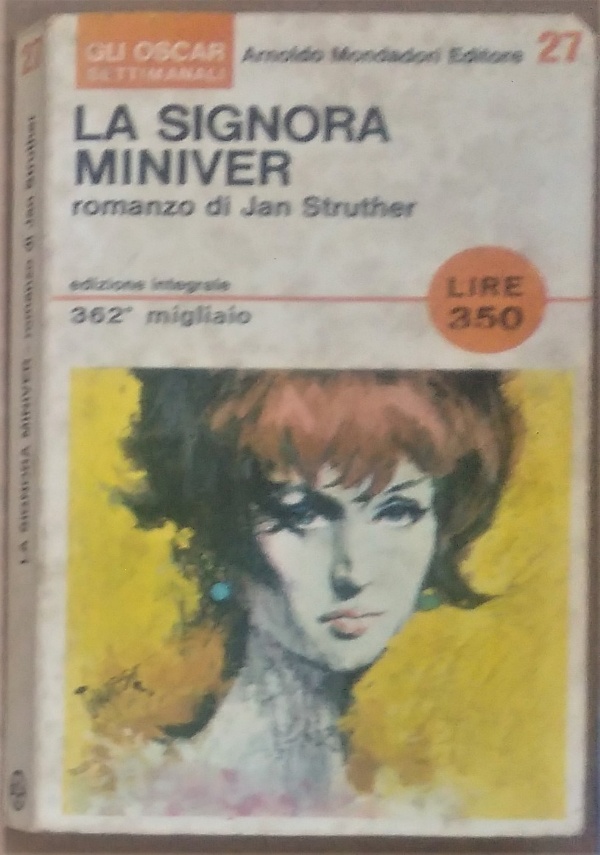 GLI OSCAR
SETTIMANALI
Arnoldo Mondadori Editore
27
LA SIGNORA
MINIVER
romanzo di Jan Struther
edizione integrale
362° migliaio
LIRE
350
27
LA SIGNORA MINIVER romanzo di Jan Struther